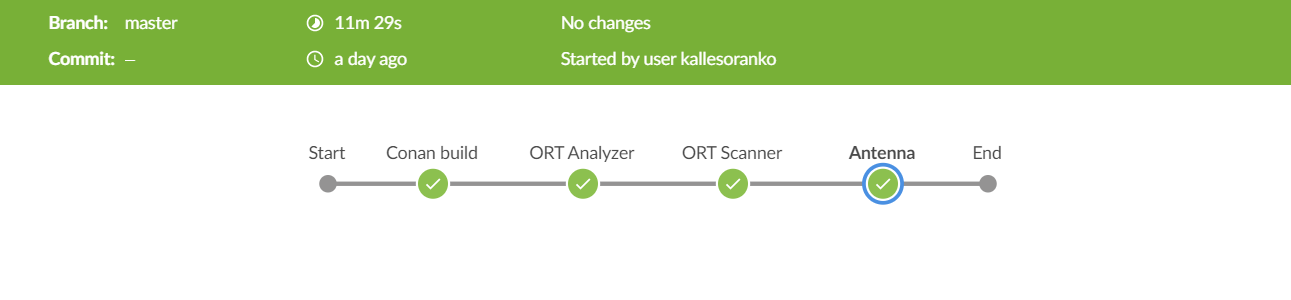 Branch: master 11m 29s No changes
Commit: – a day ago Started by user kallesoranko
Start Conan build ORT Analyzer ORT Scanner Antenna End